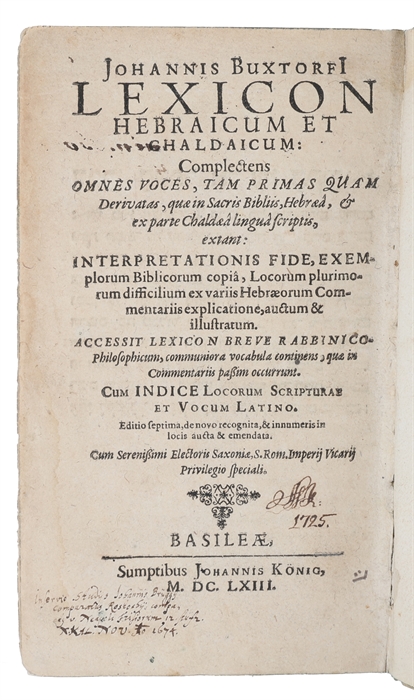 JOHANNIS BUXTORFI
LEXICON
HEBRAICUM ET
CHALDAICUM:
Complectens
OMNES VOCES, TAM PRIMAS QUAM
Derivatas, quæ in Sacris Bibliis, Hebræâ, &
ex parte Chaldæâ linguâ scriptis,
extant:
INTERPRETATIONIS FIDE, EXEM-
plorum Biblicorum copiâ, Locorum plurimo-
rum difficilium ex variis Hebræorum Com-
mentariis explicatione, auctum &
illustratum.
ACCESSIT LEXICON BREVE RABBINICO-
Philosophicum, communiora vocabula continens, quæ in
Commentariis passim occurrunt.
CUM INDICE LOCORUM SCRIPTURAE
ET VOCUM LATINO.
Editio septima, de novo recognita, & innumeris in
locis aucta & emendata.
Cum Serenissimi Electoris Saxoniæ, S. Rom. Imperij Vicarij
Privilegio speciali.
1725.
BASILEÆ,
Sumptibus JOHANNIS KÖNIG,
M. DC. LXIII.
1674.